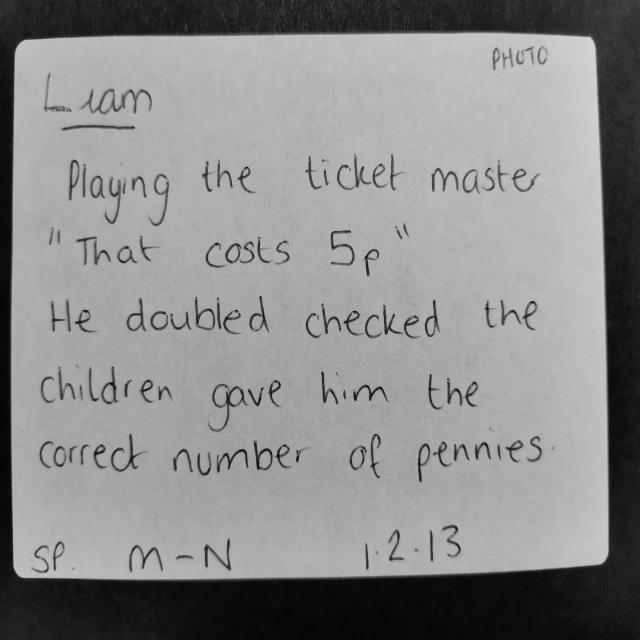 PHOTO
Liam
Playing the ticket master
"That costs 5p"
He doubled checked the
children gave him the
correct number of pennies.
SP. M-N 1.2.13